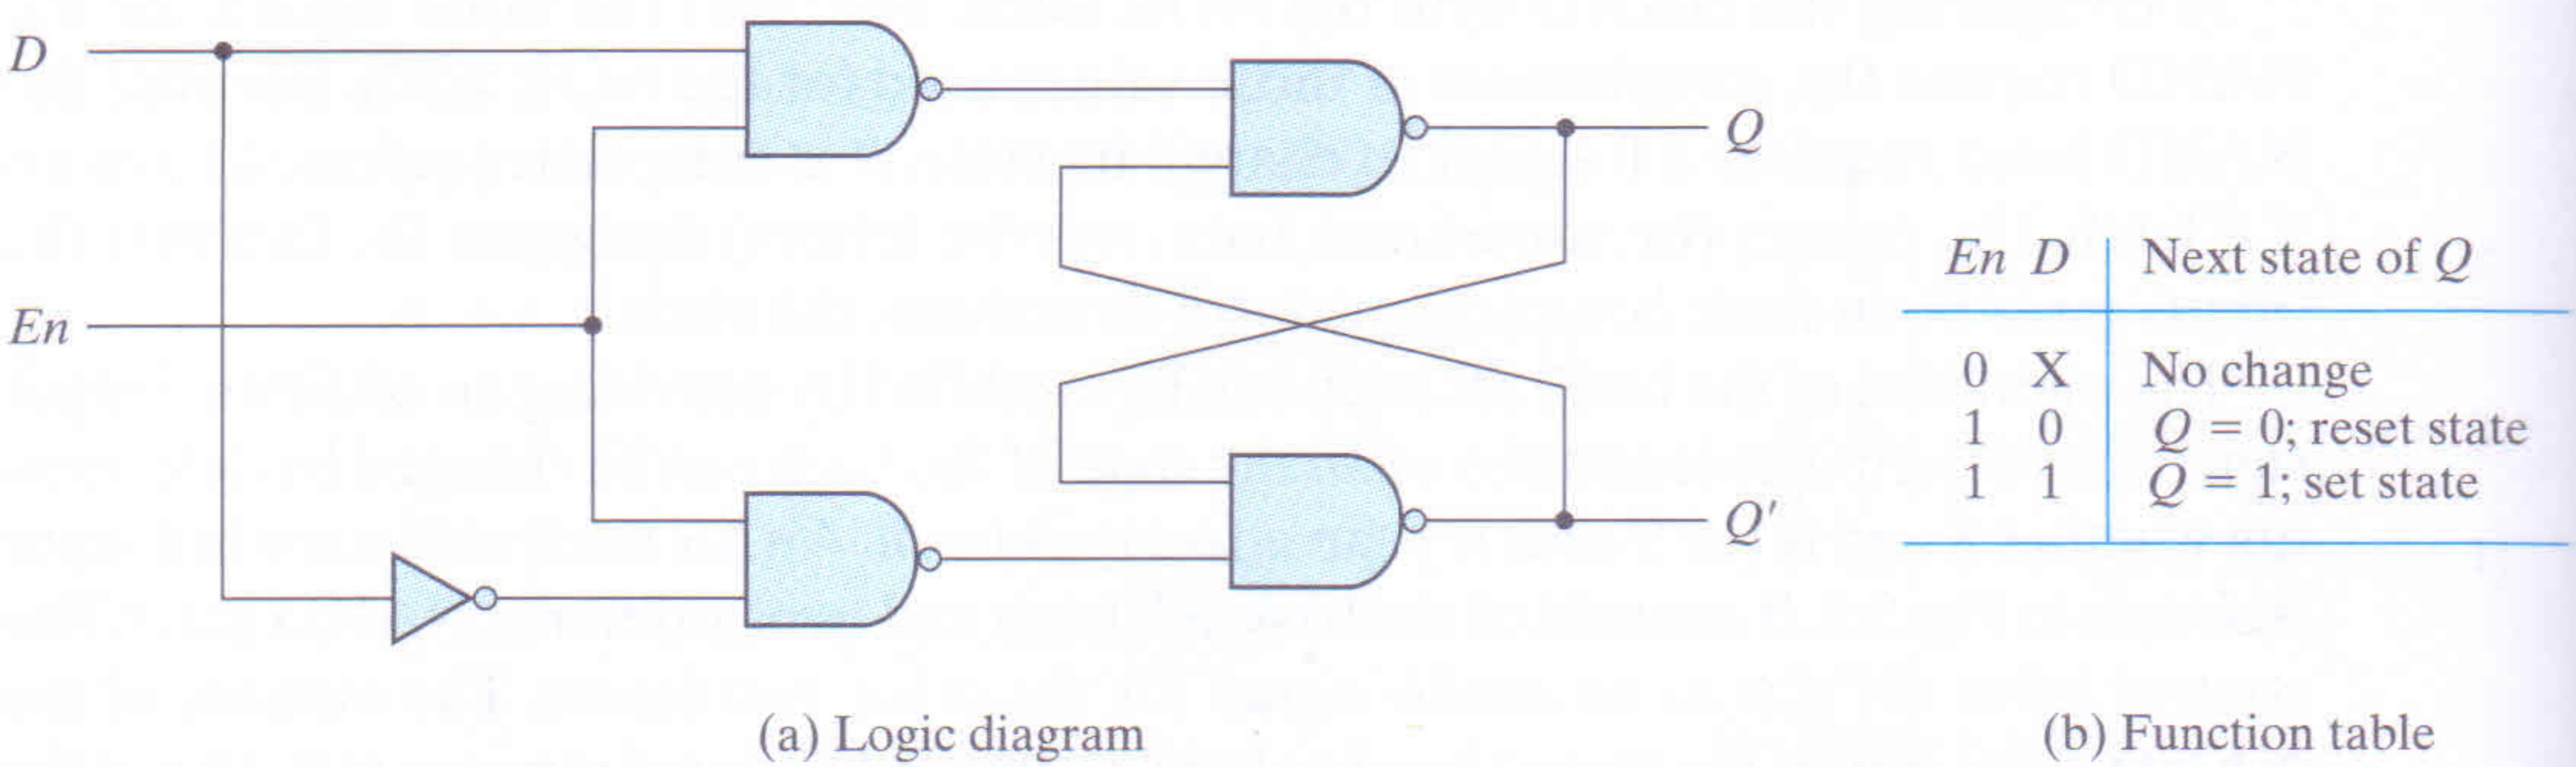 D
En
Q
Q'
(a) Logic diagram
En D Next state of Q
0 X No change
1 0 Q = 0; reset state
1 1 Q = 1; set state
(b) Function table